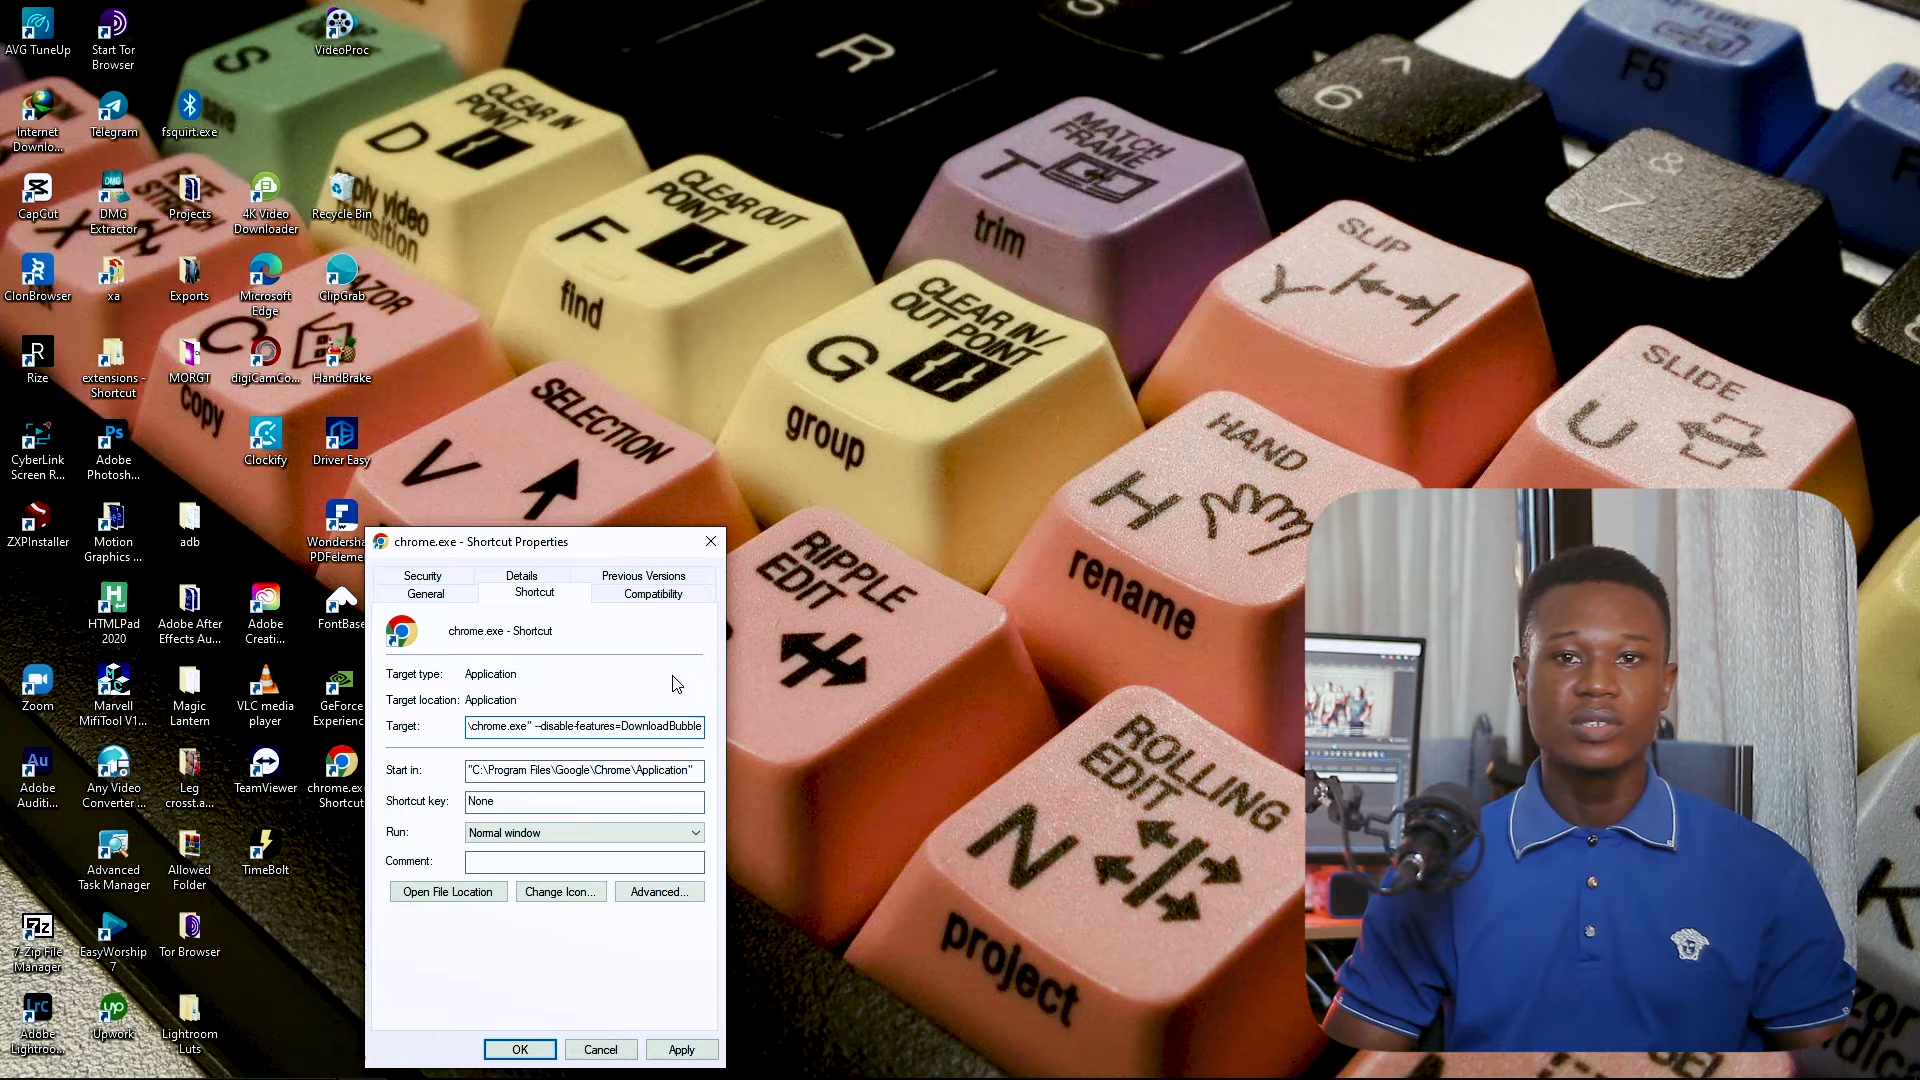 AVG TuneUp
Start Tor
Browser
VideoProc
Internet
Downlo...
Telegram
fsquirt.exe
CapCut
DMG
Extractor
Projects
4K Video
Downloader
Recycle Bin
ClonBrowser
xa
Exports
Microsoft
Edge
ClipGrab
Rize
extensions -
Shortcut
MORGT
digiCamCo...
HandBrake
CyberLink
Screen R...
Adobe
Photosh...
Clockify
Driver Easy
ZXPInstaller
Motion
Graphics ...
adb
Wondersha
PDFeleme
HTMLPad
2020
Adobe After
Effects Au...
Adobe
Creati...
FontBase
Zoom
Marvell
MifiTool V1...
Magic
Lantern
VLC media
player
GeForce
Experienc
Adobe
Auditi...
Any Video
Converter ...
Leg
crosst.a...
TeamViewer
chrome.ex
Shortcut
Advanced
Task Manager
Allowed
Folder
TimeBolt
7-Zip File
Manager
EasyWorship
7
Tor Browser
Adobe
Lightroo...
Upwork
Lightroom
Luts
chrome.exe - Shortcut Properties
Security
Details
Previous Versions
General
Shortcut
Compatibility
chrome.exe - Shortcut
Target type: Application
Target location: Application
Target: \chrome.exe" --disable-features=DownloadBubble
Start in: "C:\Program Files\Google\Chrome\Application"
Shortcut key: None
Run: Normal window
Comment:
Open File Location
Change Icon...
Advanced...
OK
Cancel
Apply
S
R
^
6
F5
&
7
CLEAR IN
POINT
D
CLEAR OUT
POINT
F
find
MATCH
FRAME
T
trim
SLIP
Y
CLEAR IN/
OUT POINT
G
group
SLIDE
U
C
copy
SELECTION
V
HAND
H
rename
RIPPLE
EDIT
ROLLING
EDIT
N
project
X
K